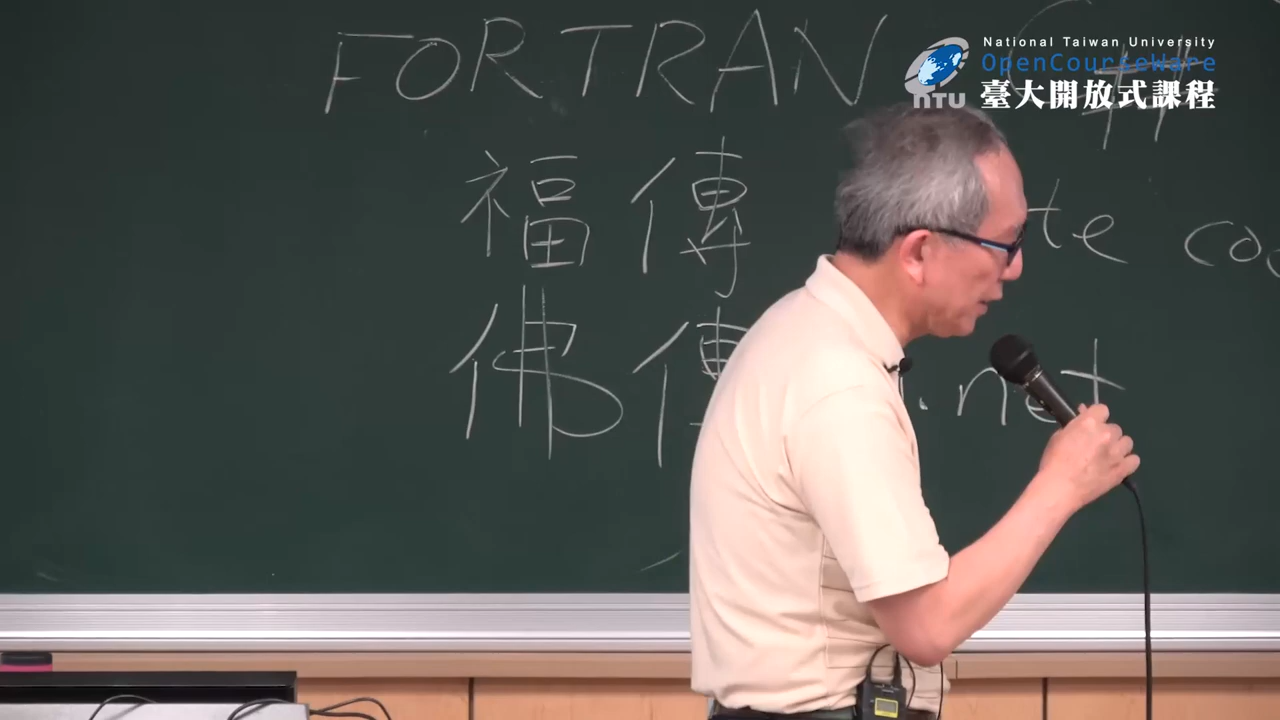 FORTRAN C#
福傳 te co
佛傳 .net
National Taiwan University
OpenCourseWare
NTU 臺大開放式課程